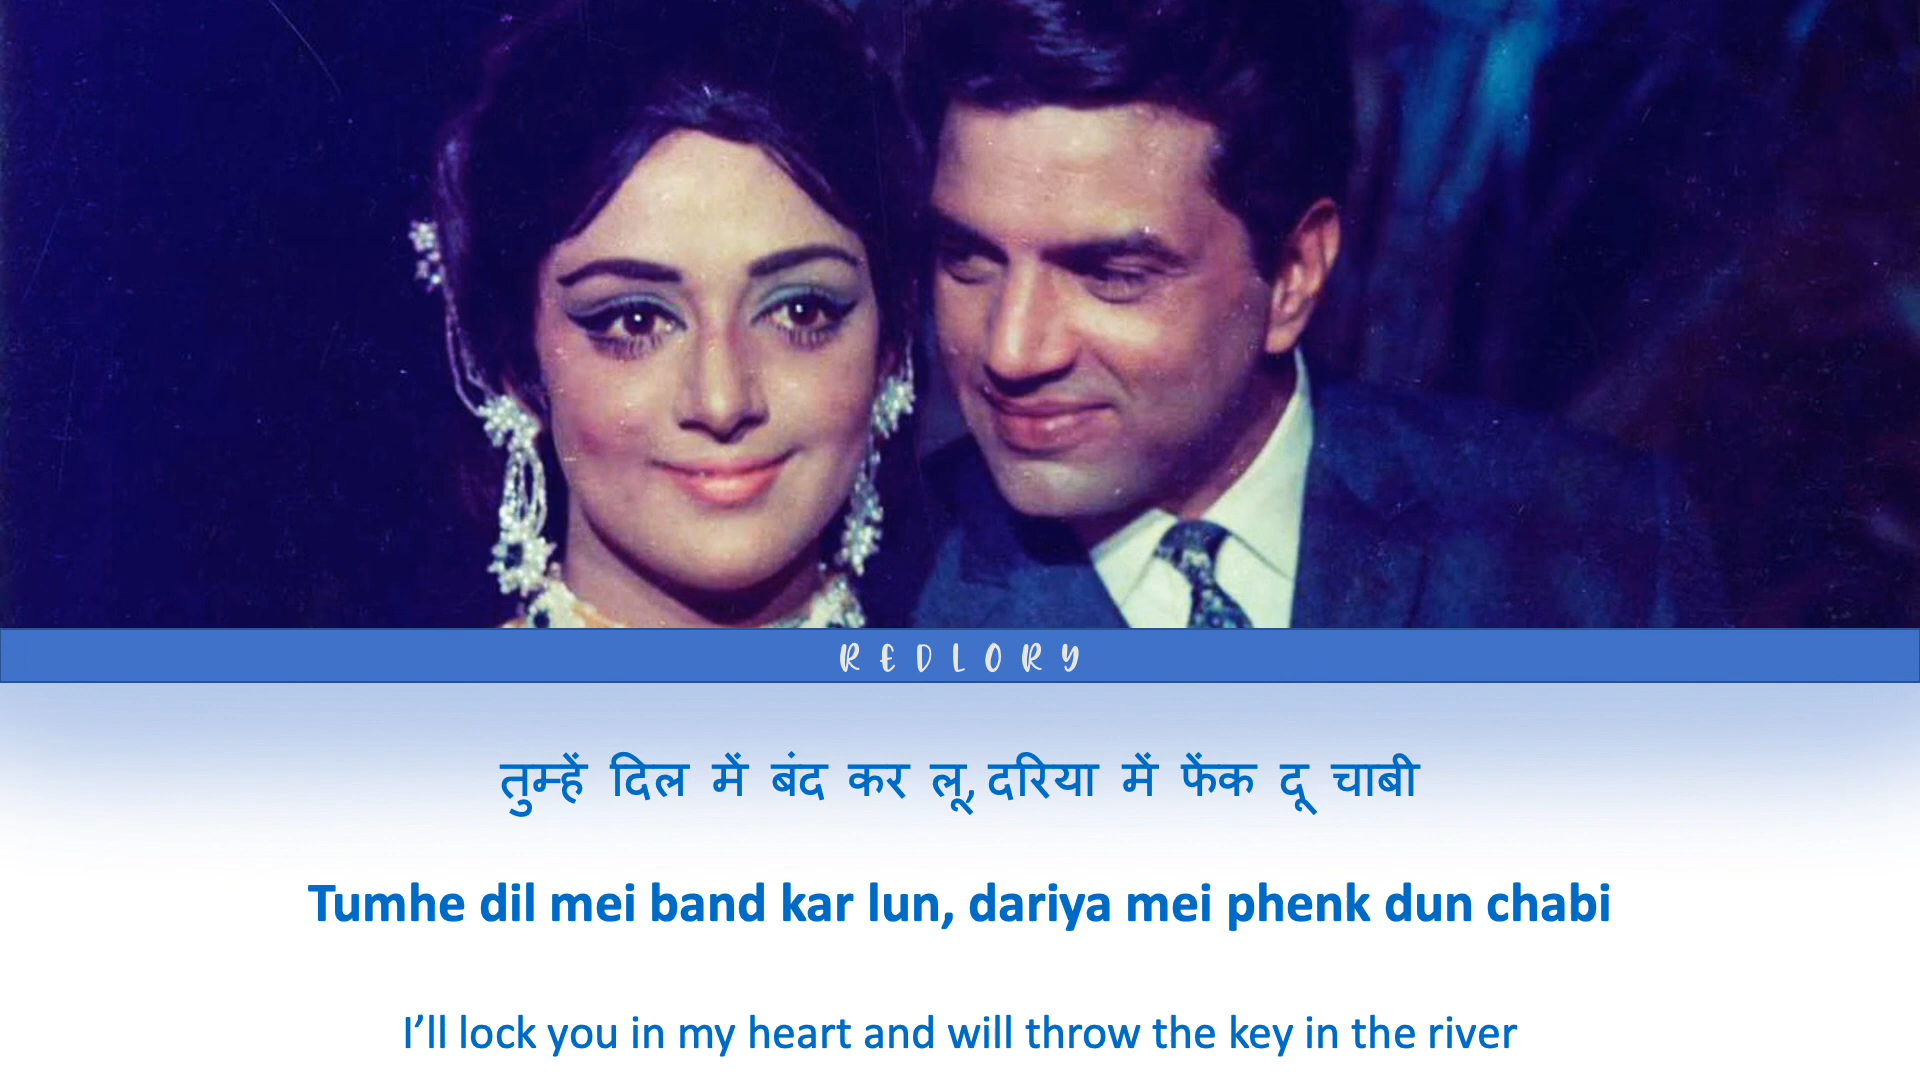 REDLORY
तुम्हें दिल में बंद कर लू, दरिया में फेंक दू चाबी
Tumhe dil mei band kar lun, dariya mei phenk dun chabi
I’ll lock you in my heart and will throw the key in the river